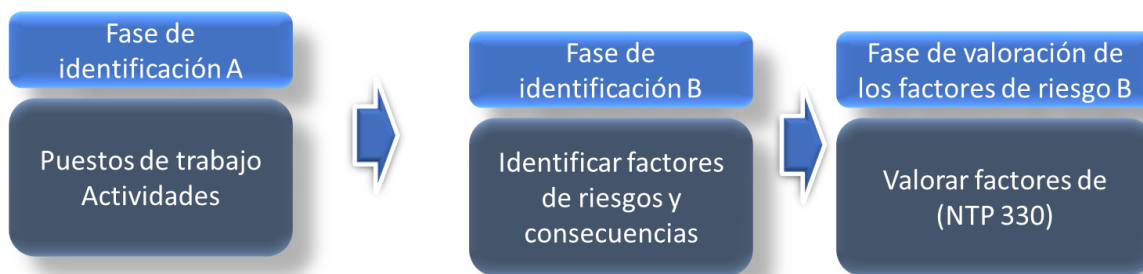 Fase de
identificación A
Puestos de trabajo
Actividades
Fase de
identificación B
Identificar factores
de riesgos y
consecuencias
Fase de valoración de
los factores de riesgo B
Valorar factores de
(NTP 330)